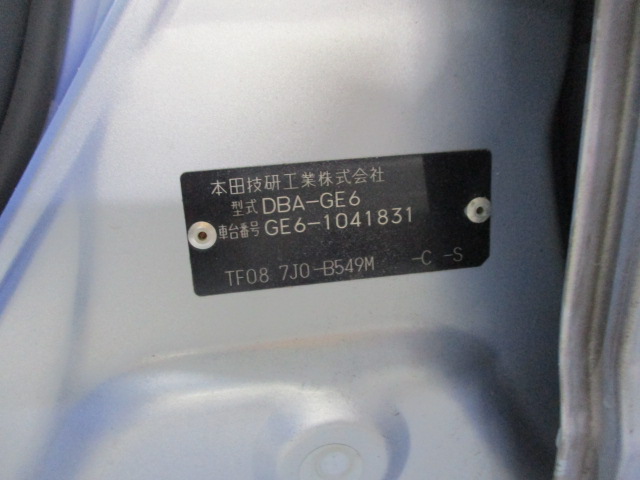 本田技研工業株式会社
型式 DBA-GE6
車台番号 GE6-1041831
TF08 7J0-B549M -C -S